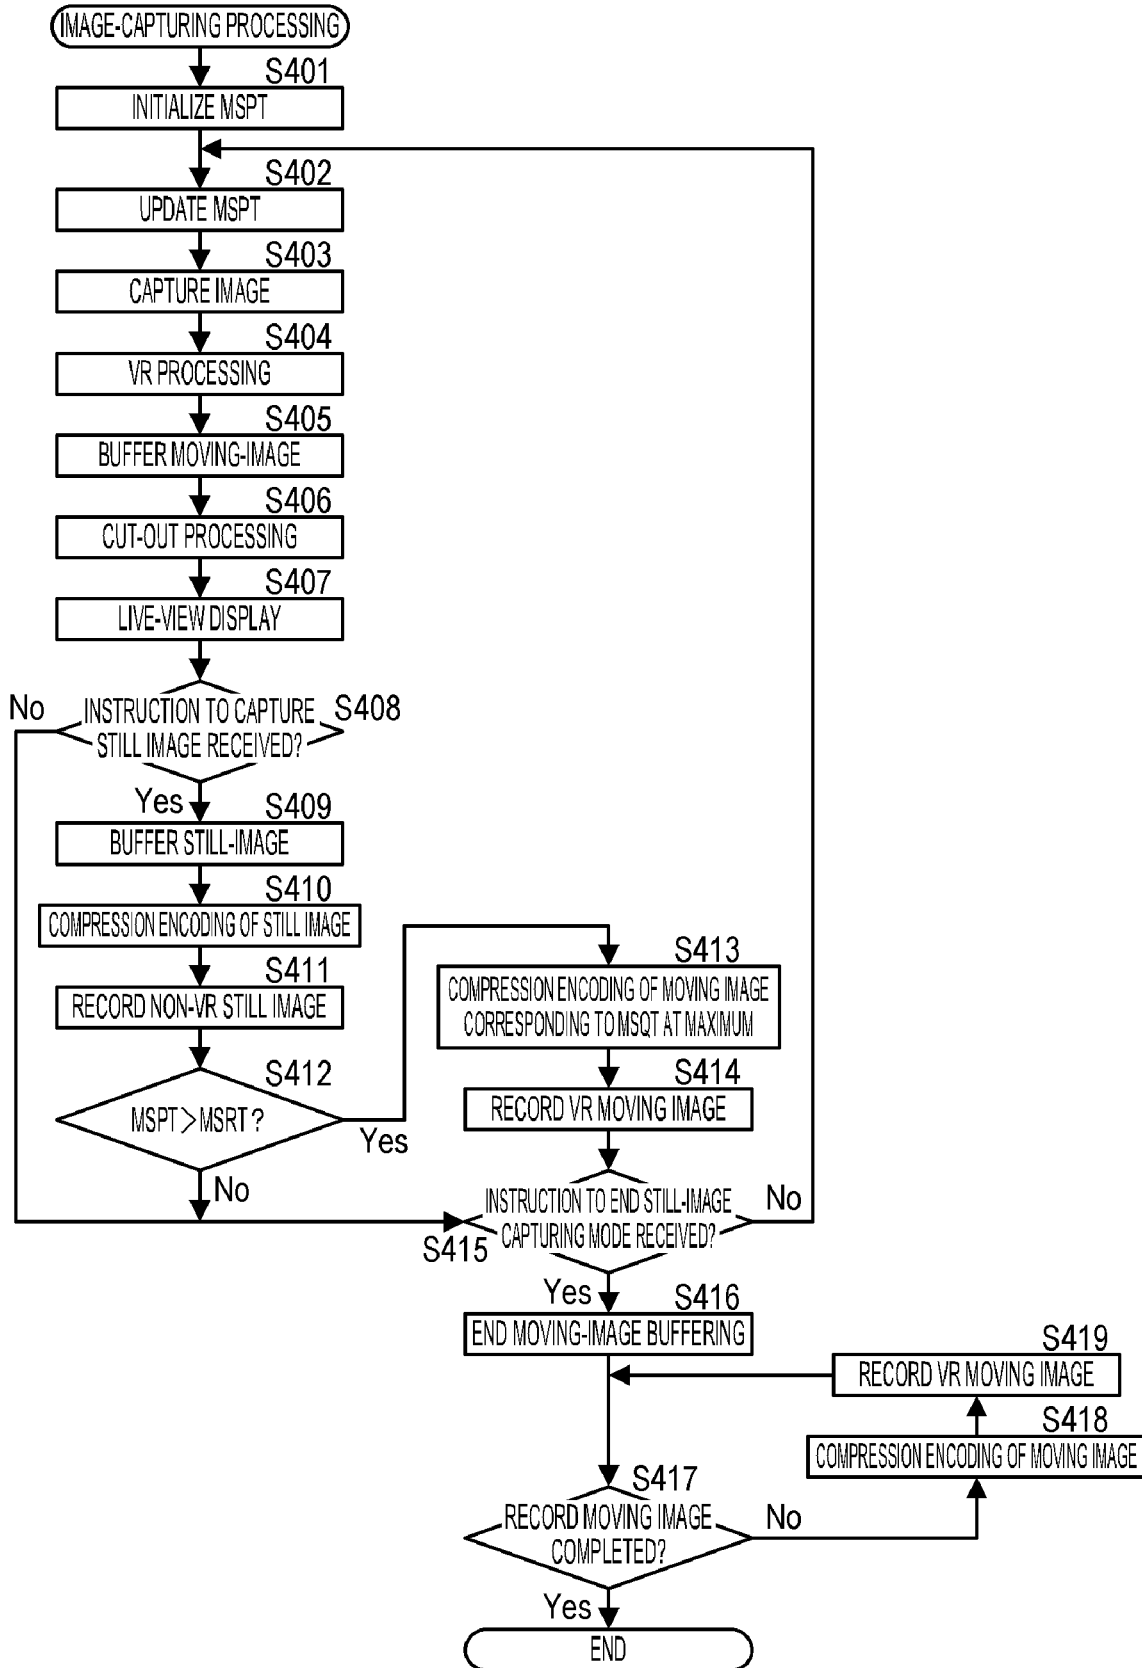 IMAGE-CAPTURING PROCESSING
S401
INITIALIZE MSPT
S402
UPDATE MSPT
S403
CAPTURE IMAGE
S404
VR PROCESSING
S405
BUFFER MOVING-IMAGE
S406
CUT-OUT PROCESSING
S407
LIVE-VIEW DISPLAY
S408
INSTRUCTION TO CAPTURE
STILL IMAGE RECEIVED?
No
Yes
S409
BUFFER STILL-IMAGE
S410
COMPRESSION ENCODING OF STILL IMAGE
S411
RECORD NON-VR STILL IMAGE
S412
MSPT>MSRT?
Yes
No
S413
COMPRESSION ENCODING OF MOVING IMAGE
CORRESPONDING TO MSQT AT MAXIMUM
S414
RECORD VR MOVING IMAGE
S415
INSTRUCTION TO END STILL-IMAGE
CAPTURING MODE RECEIVED?
No
Yes
S416
END MOVING-IMAGE BUFFERING
S417
RECORD MOVING IMAGE
COMPLETED?
No
S418
COMPRESSION ENCODING OF MOVING IMAGE
S419
RECORD VR MOVING IMAGE
Yes
END